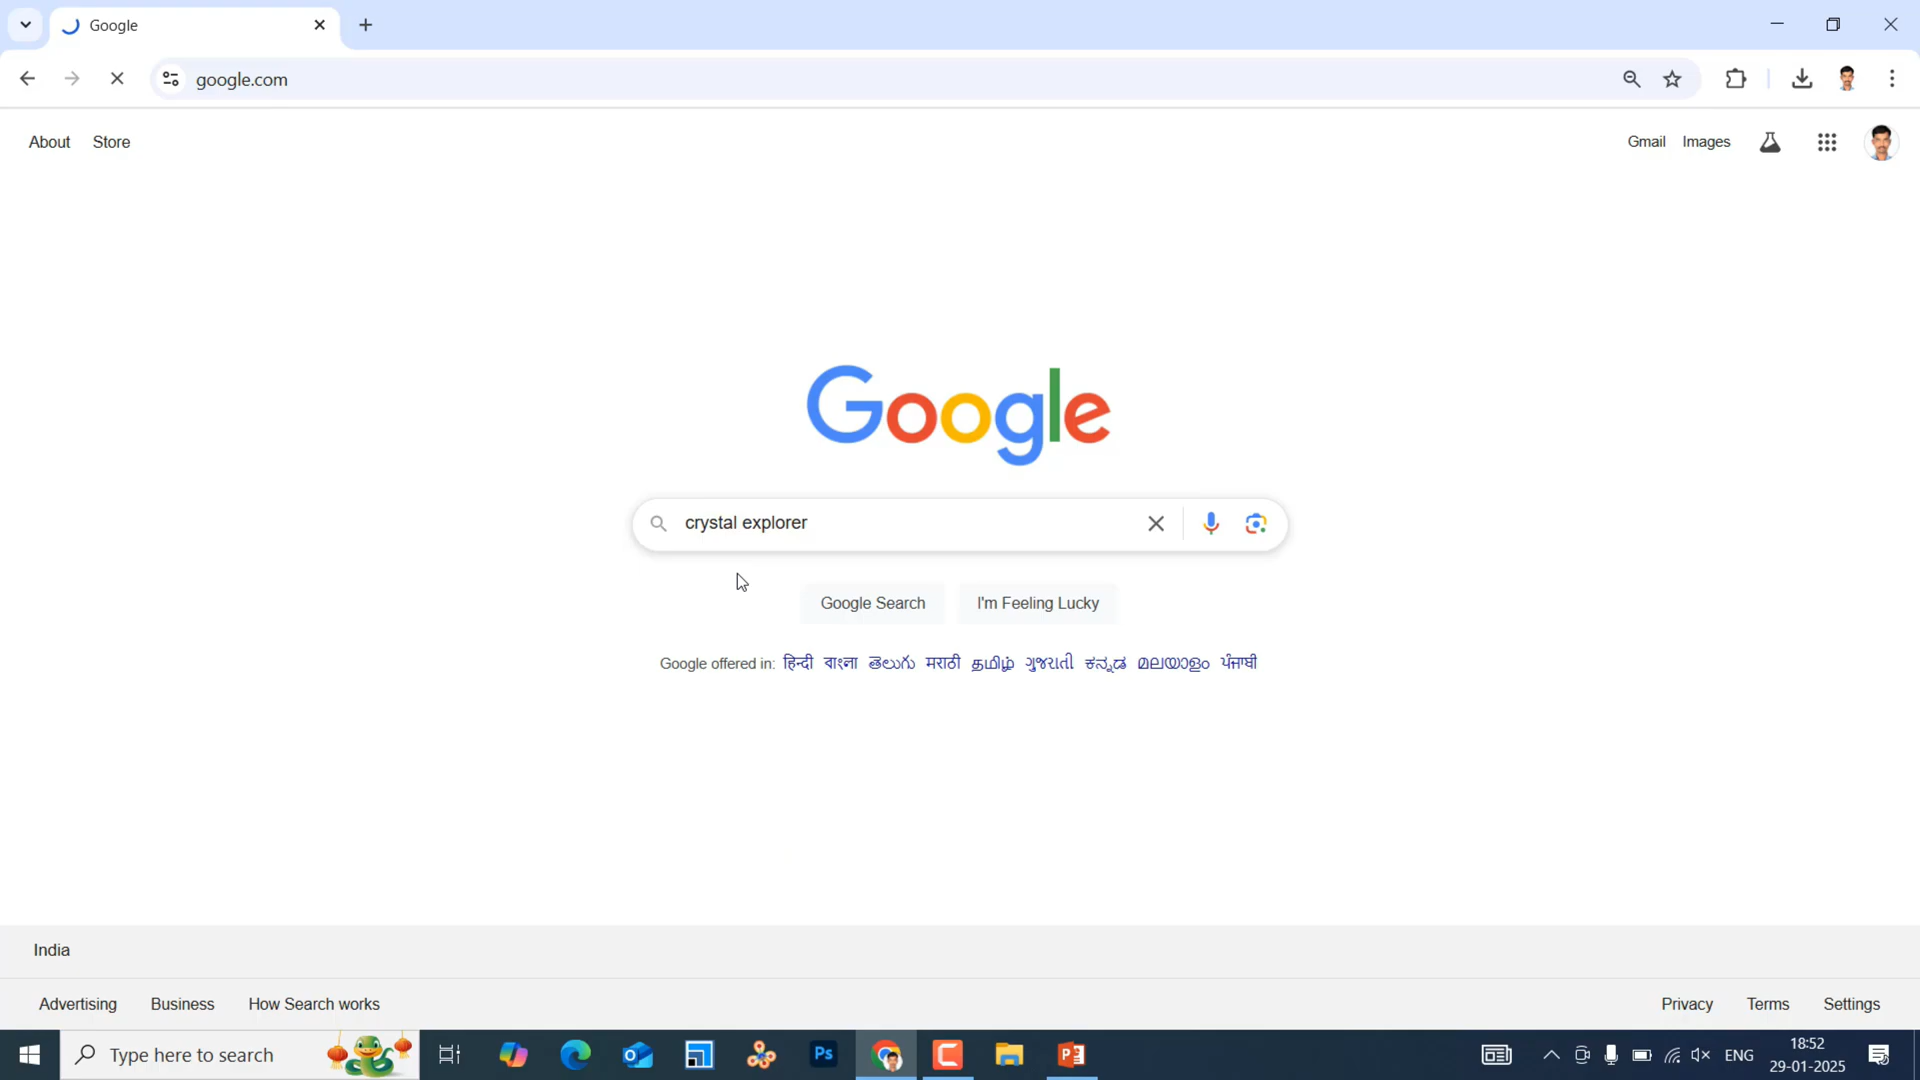 Google
google.com
About Store
Gmail Images
Google
crystal explorer
Google Search I'm Feeling Lucky
Google offered in: हिन्दी বাংলা తెలుగు मराठी தமிழ் ગુજરાતી ಕನ್ನಡ മലയാളം ਪੰਜਾਬੀ
India
Advertising Business How Search works
Privacy Terms Settings
Type here to search
Ps
ENG
18:52
29-01-2025